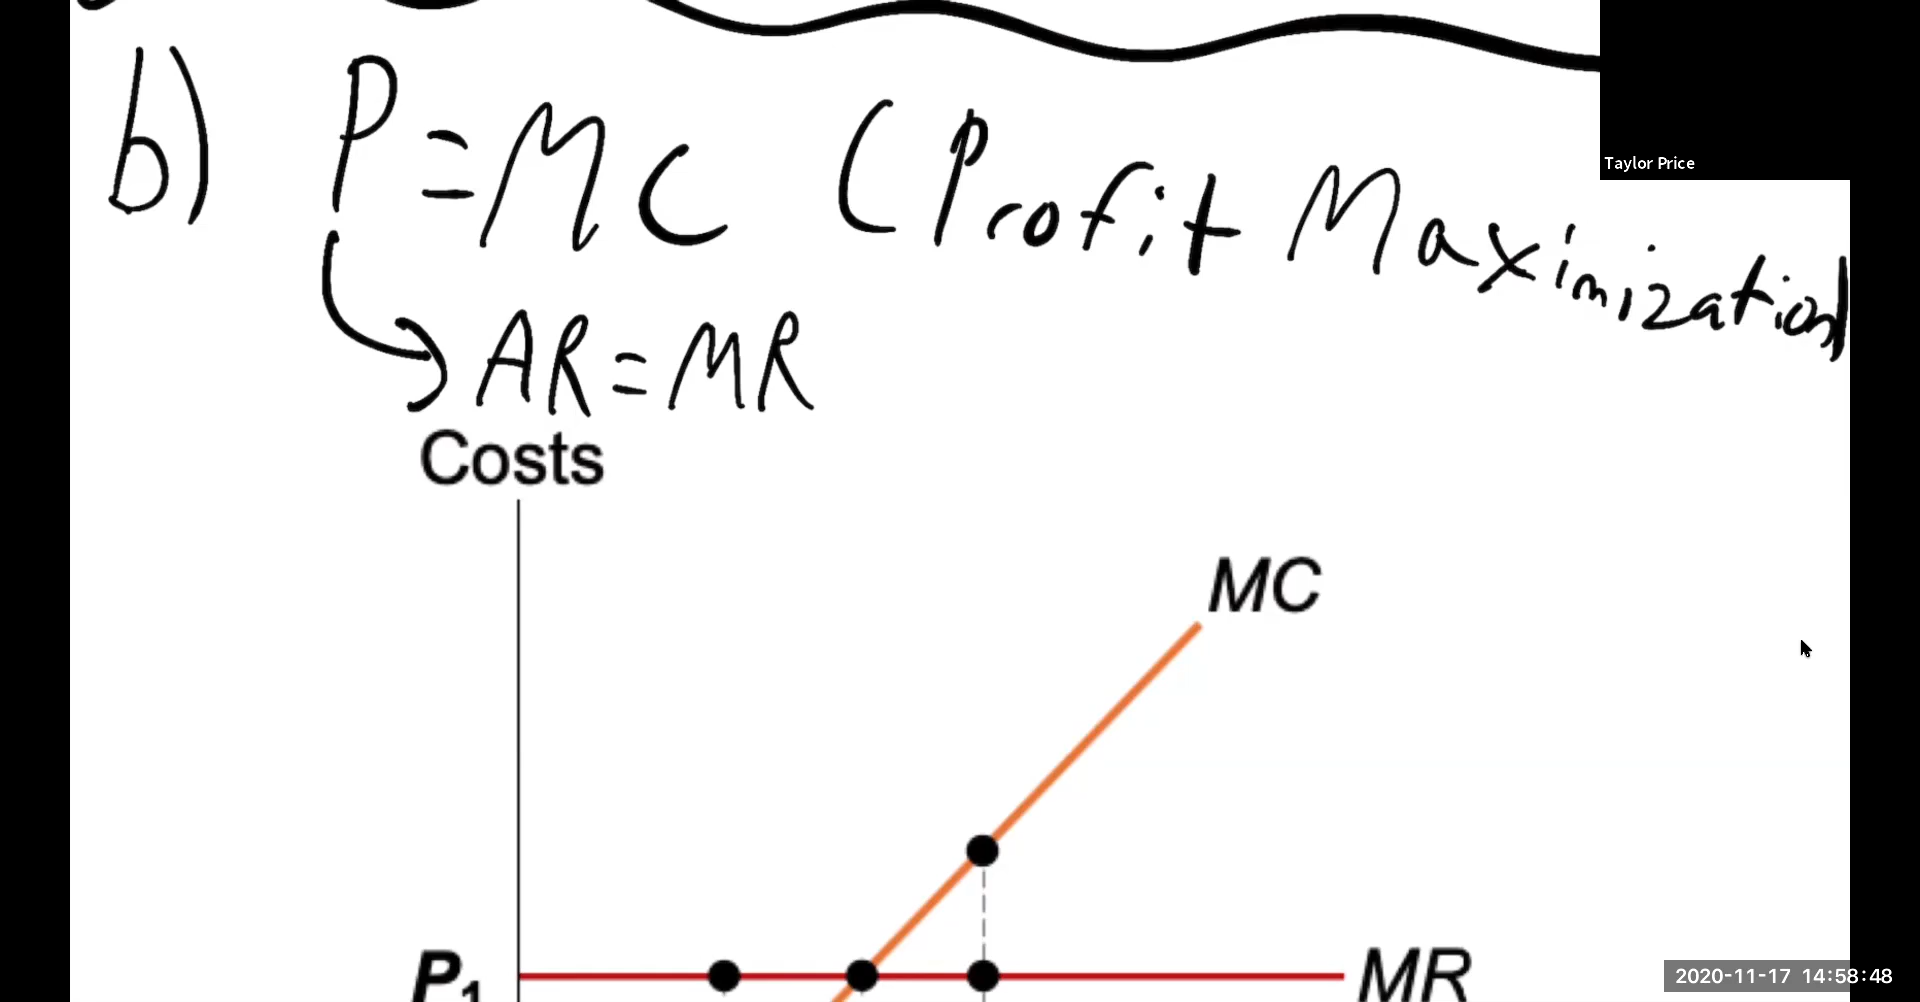 Taylor Price
b) P=MC (Profit Maximization)
AR=MR
Costs
MC
P1
MR
2020-11-17 14:58:48